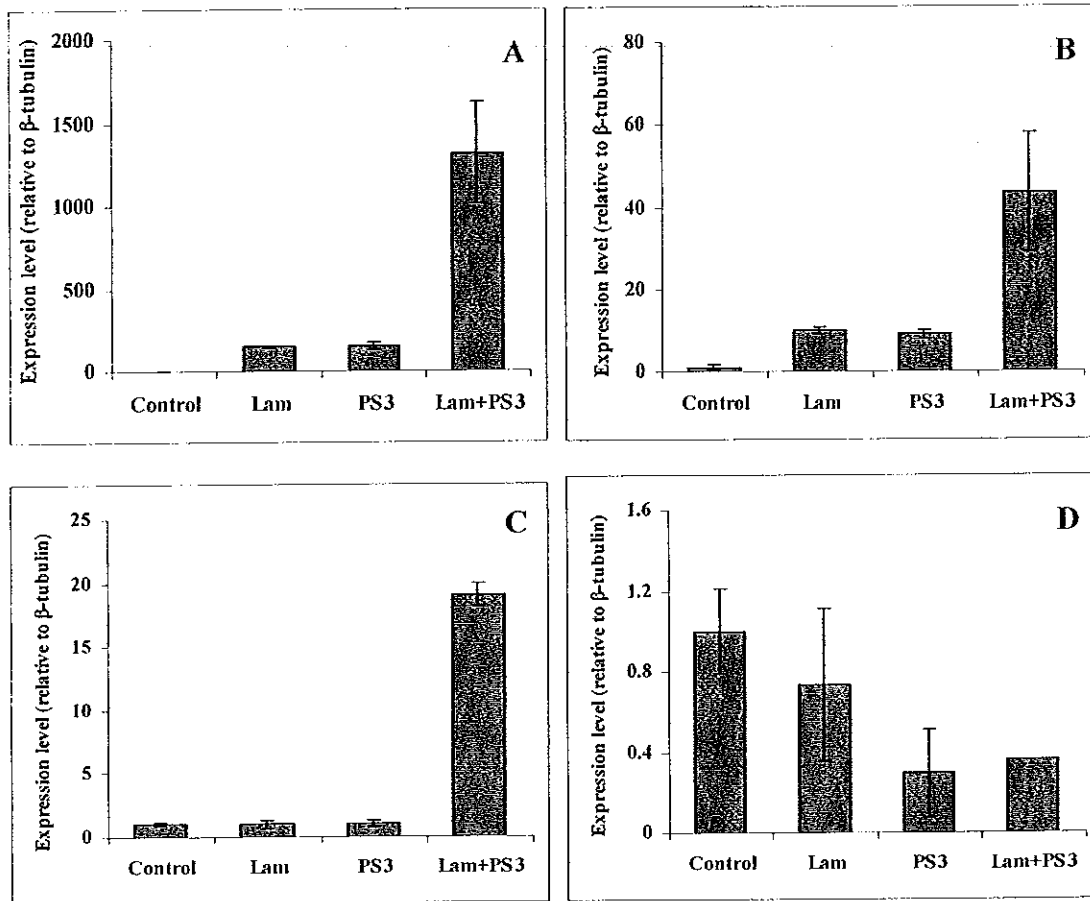 A
Expression level (relative to β-tubulin)
2000
1500
1000
500
0
Control Lam PS3 Lam+PS3
B
Expression level (relative to β-tubulin)
80
60
40
20
0
Control Lam PS3 Lam+PS3
C
Expression level (relative to β-tubulin)
25
20
15
10
5
0
Control Lam PS3 Lam+PS3
D
Expression level (relative to β-tubulin)
1.6
1.2
0.8
0.4
0
Control Lam PS3 Lam+PS3